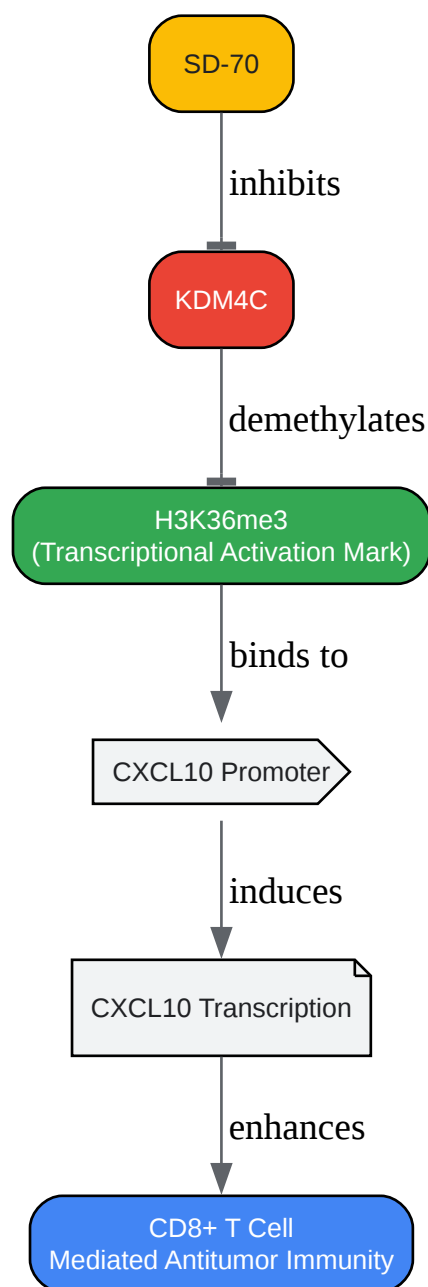 SD-70
inhibits
KDM4C
demethylates
H3K36me3
(Transcriptional Activation Mark)
binds to
CXCL10 Promoter
induces
CXCL10 Transcription
enhances
CD8+ T Cell
Mediated Antitumor Immunity